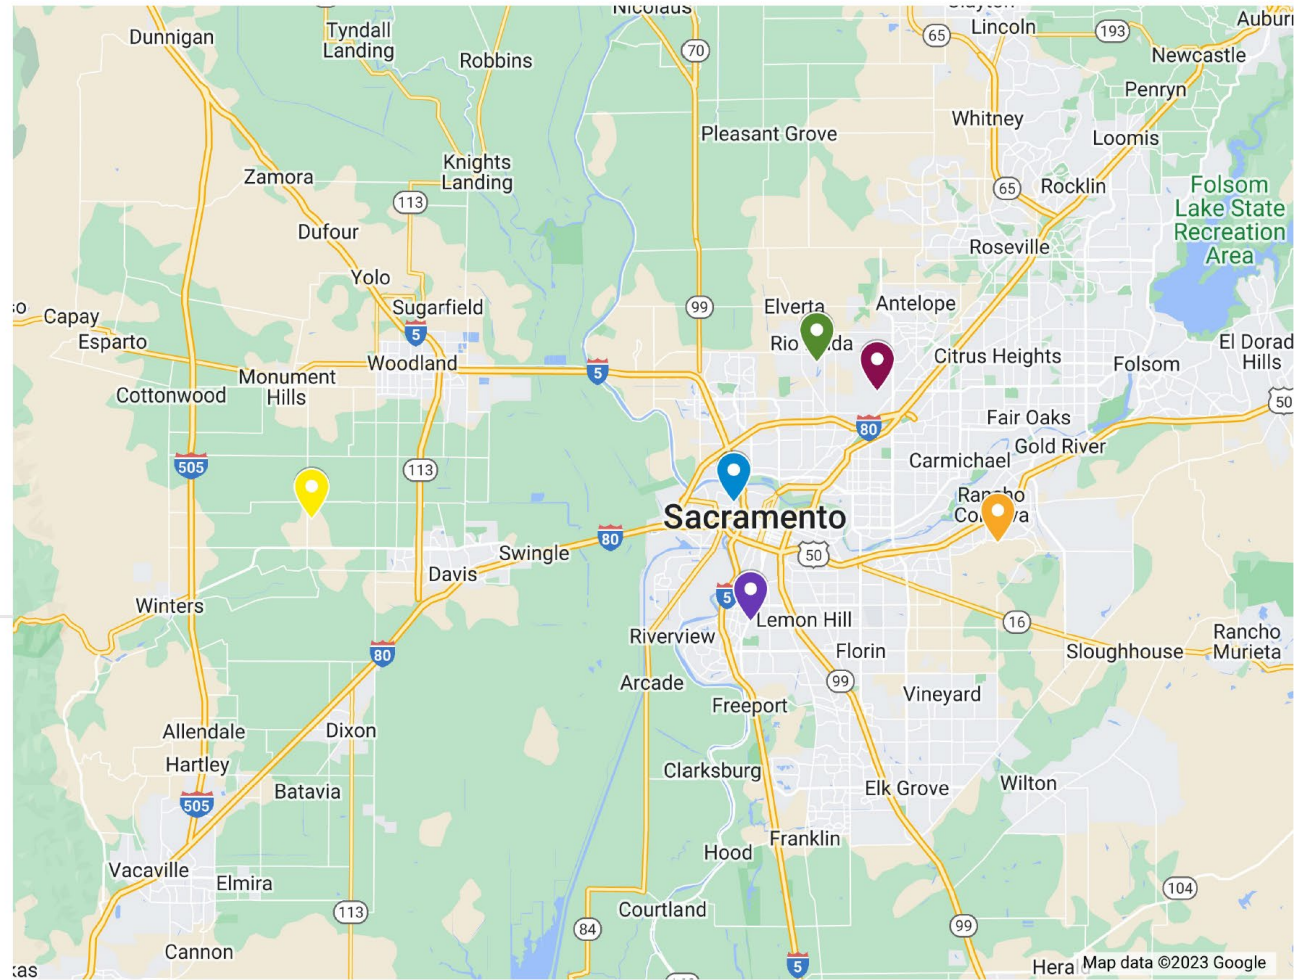 Nicolaus
Lincoln
65
193
Auburn
Dunnigan
Tyndall
Landing
Robbins
70
Newcastle
Penryn
Whitney
Pleasant Grove
Loomis
Knights
Landing
Zamora
113
65
Rocklin
Folsom
Lake State
Recreation
Area
Dufour
Roseville
Yolo
Sugarfield
99
Elverta
Antelope
Capay
5
Esparto
Rio
Woodland
5
Citrus Heights
Folsom
El Dorad
Hills
Monument
Hills
Cottonwood
50
80
Fair Oaks
Gold River
505
113
Carmichael
Rancho
Sacramento
80
Swingle
50
Davis
5
Winters
Lemon Hill
16
Riverview
Florin
Sloughhouse
Rancho
Murieta
80
Arcade
99
Vineyard
Freeport
Allendale
Dixon
Hartley
Clarksburg
505
Batavia
Elk Grove
Wilton
Franklin
Hood
Vacaville
Elmira
104
113
Courtland
84
99
Cannon
5
Map data ©2023 Google